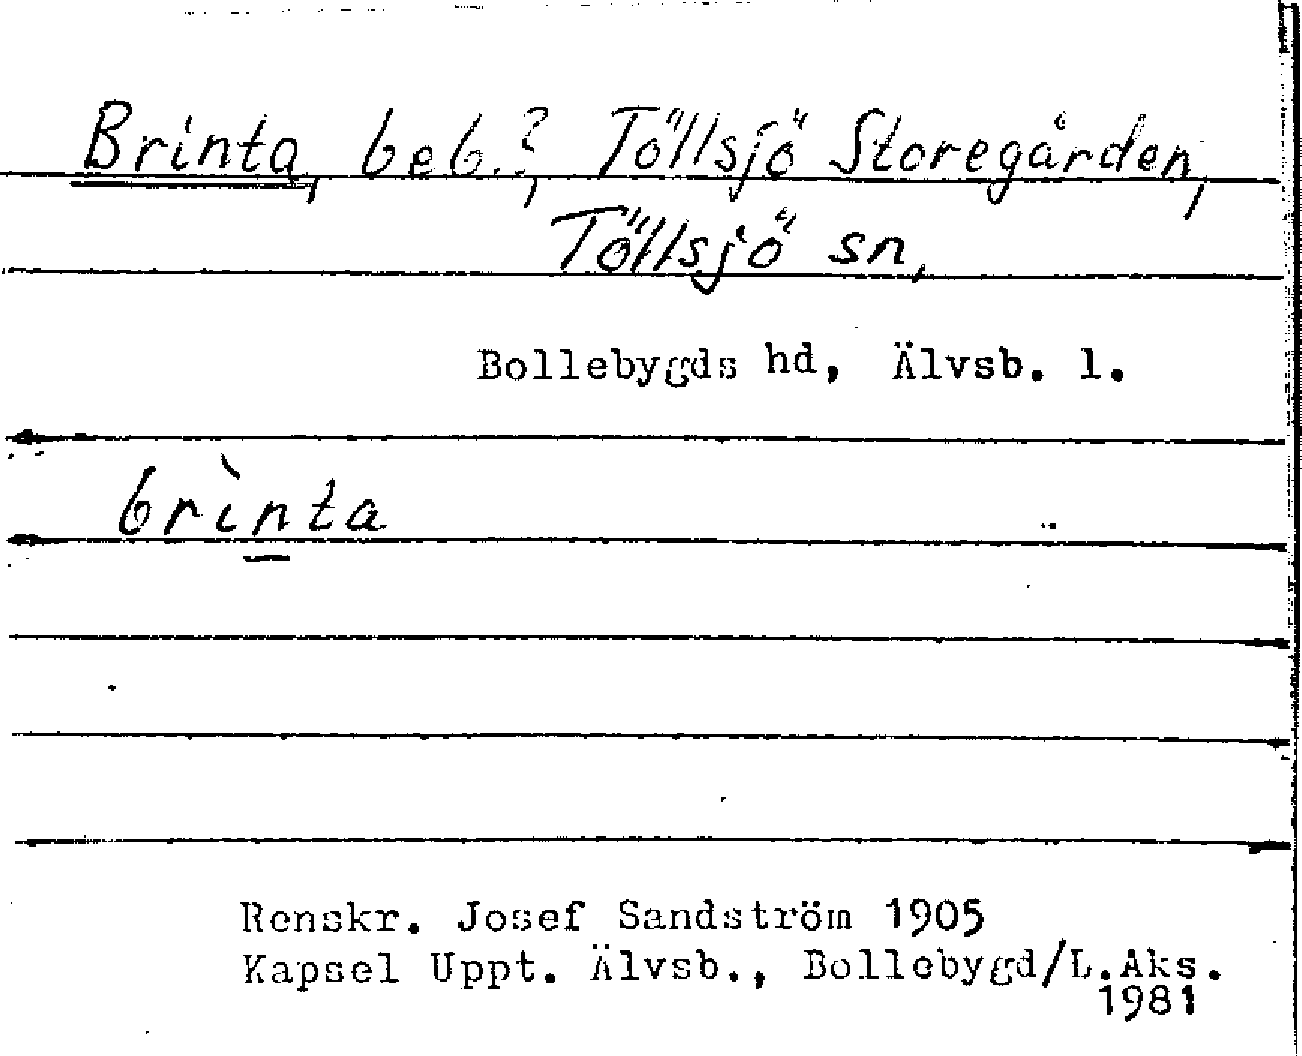 Brinta, beb.?, Töllsjö Storegården,
Töllsjö sn,
Bollebygds hd, Älvsb. l.
brìnta
Renskr. Josef Sandström 1905
Kapsel Uppt. Älvsb., Bollebygd/L.Aks.
1981